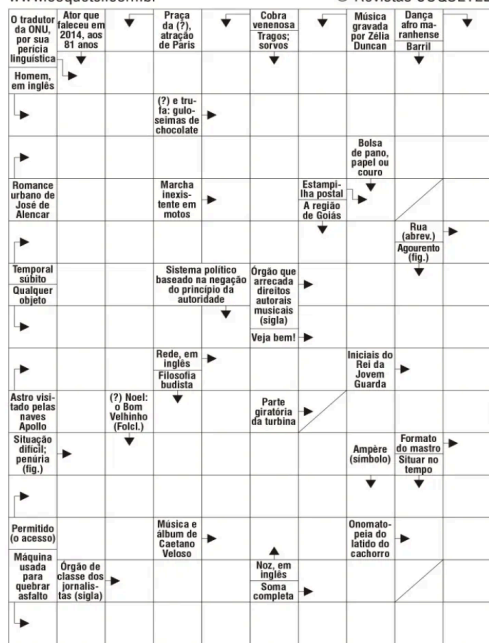 www.coquetel.com.br
© Revistas COQUETEL
O tradutor
da ONU,
por sua
perícia
linguística
Homem,
em inglês
Ator que
faleceu em
2014, aos
81 anos
Praça
da (?),
atração
de Paris
Cobra
venenosa
Tragos;
sorvos
Música
gravada
por Zélia
Duncan
Dança
afro ma-
ranhense
Barril
(?) e tru-
fa: gulo-
seimas de
chocolate
Bolsa
de pano,
papel ou
couro
Romance
urbano de
José de
Alencar
Marcha
inexis-
tente em
motos
Estampi-
lha postal
A região
de Goiás
Rua
(abrev.)
Agourento
(fig.)
Temporal
súbito
Qualquer
objeto
Sistema político
baseado na negação
do princípio da
autoridade
Órgão que
arrecada
direitos
autorais
musicais
(sigla)
Veja bem!
Rede, em
inglês
Filosofia
budista
Iniciais do
Rei da
Jovem
Guarda
Astro visi-
tado pelas
naves
Apollo
(?) Noel:
o Bom
Velhinho
(Folcl.)
Parte
giratória
da turbina
Situação
difícil;
penúria
(fig.)
Ampère
(símbolo)
Formato
do mastro
Situar no
tempo
Permitido
(o acesso)
Música e
álbum de
Caetano
Veloso
Onomato-
peia do
latido do
cachorro
Máquina
usada
para
quebrar
asfalto
Órgão de
classe dos
jornalis-
tas (sigla)
Noz, em
inglês
Soma
completa